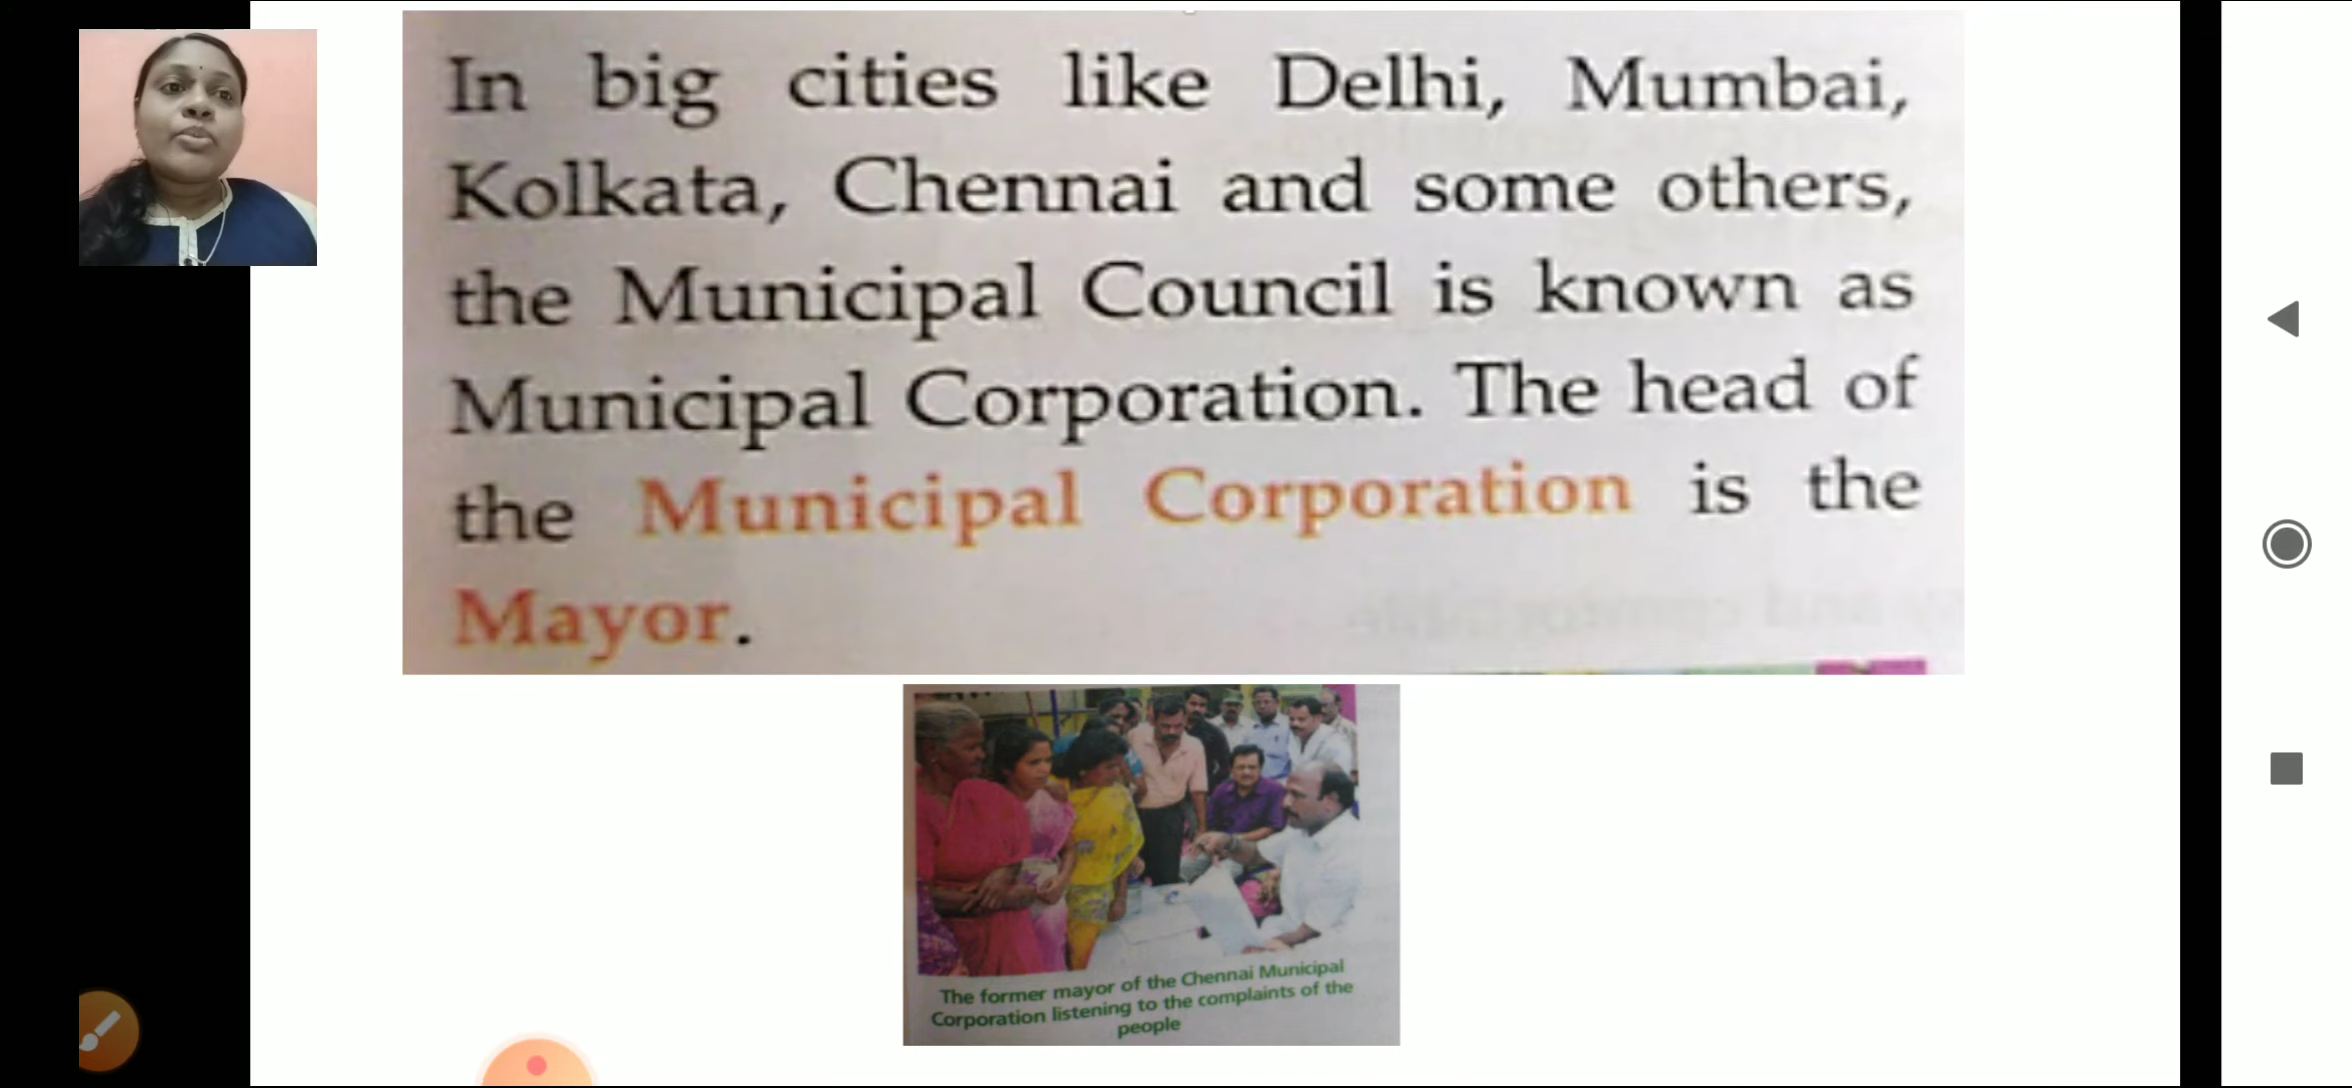 In big cities like Delhi, Mumbai,
Kolkata, Chennai and some others,
the Municipal Council is known as
Municipal Corporation. The head of
the Municipal Corporation is the
Mayor.
The former mayor of the Chennai Municipal
Corporation listening to the complaints of the
people